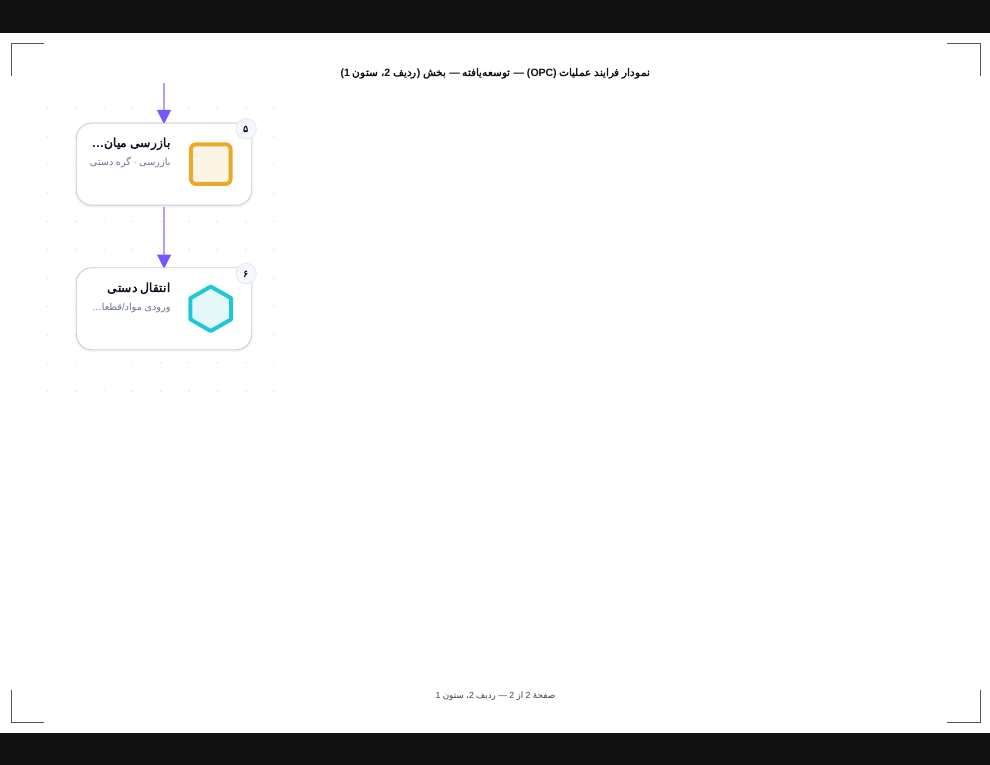 نمودار فرایند عملیات (OPC) — توسعه‌یافته — بخش (ردیف 2، ستون 1)
۵
بازرسی میان...
بازرسی · گره دستی
۶
انتقال دستی
ورودی مواد/قطعا...
صفحهٔ 2 از 2 — ردیف 2، ستون 1